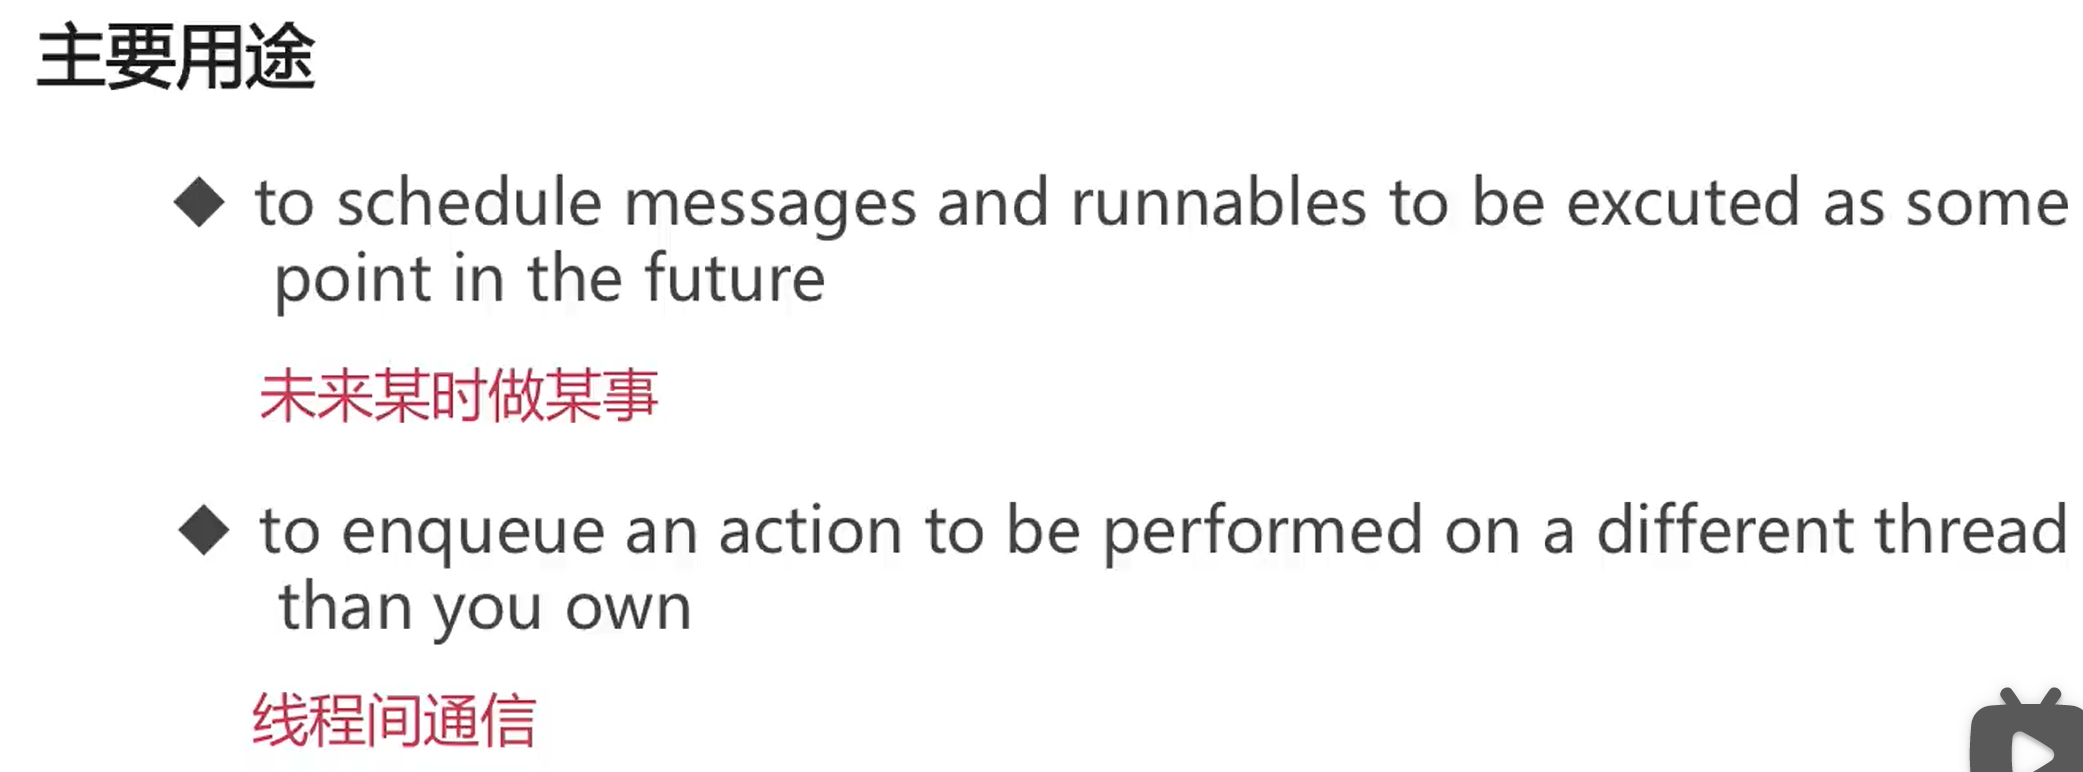 主要用途
◆ to schedule messages and runnables to be excuted as some
point in the future
未来某时做某事
◆ to enqueue an action to be performed on a different thread
than you own
线程间通信